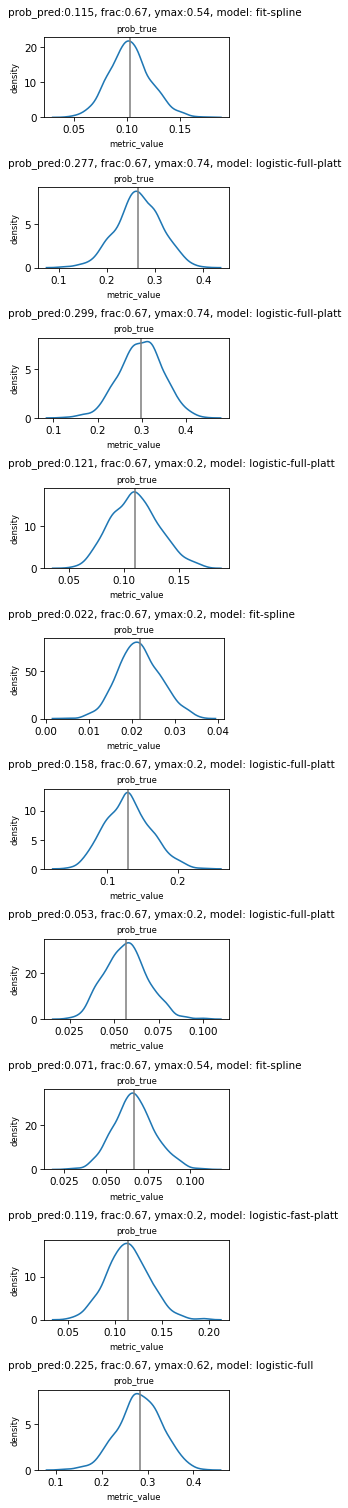 prob_pred:0.115, frac:0.67, ymax:0.54, model: fit-spline
prob_true
20
10
0
density
0.05 0.10 0.15
metric_value
prob_pred:0.277, frac:0.67, ymax:0.74, model: logistic-full-platt
prob_true
5
0
density
0.1 0.2 0.3 0.4
metric_value
prob_pred:0.299, frac:0.67, ymax:0.74, model: logistic-full-platt
prob_true
5
0
density
0.1 0.2 0.3 0.4
metric_value
prob_pred:0.121, frac:0.67, ymax:0.2, model: logistic-full-platt
prob_true
10
0
density
0.05 0.10 0.15
metric_value
prob_pred:0.022, frac:0.67, ymax:0.2, model: fit-spline
prob_true
50
0
density
0.00 0.01 0.02 0.03 0.04
metric_value
prob_pred:0.158, frac:0.67, ymax:0.2, model: logistic-full-platt
prob_true
10
5
0
density
0.1 0.2
metric_value
prob_pred:0.053, frac:0.67, ymax:0.2, model: logistic-full-platt
prob_true
20
0
density
0.025 0.050 0.075 0.100
metric_value
prob_pred:0.071, frac:0.67, ymax:0.54, model: fit-spline
prob_true
20
0
density
0.025 0.050 0.075 0.100
metric_value
prob_pred:0.119, frac:0.67, ymax:0.2, model: logistic-fast-platt
prob_true
10
0
density
0.05 0.10 0.15 0.20
metric_value
prob_pred:0.225, frac:0.67, ymax:0.62, model: logistic-full
prob_true
5
0
density
0.1 0.2 0.3 0.4
metric_value